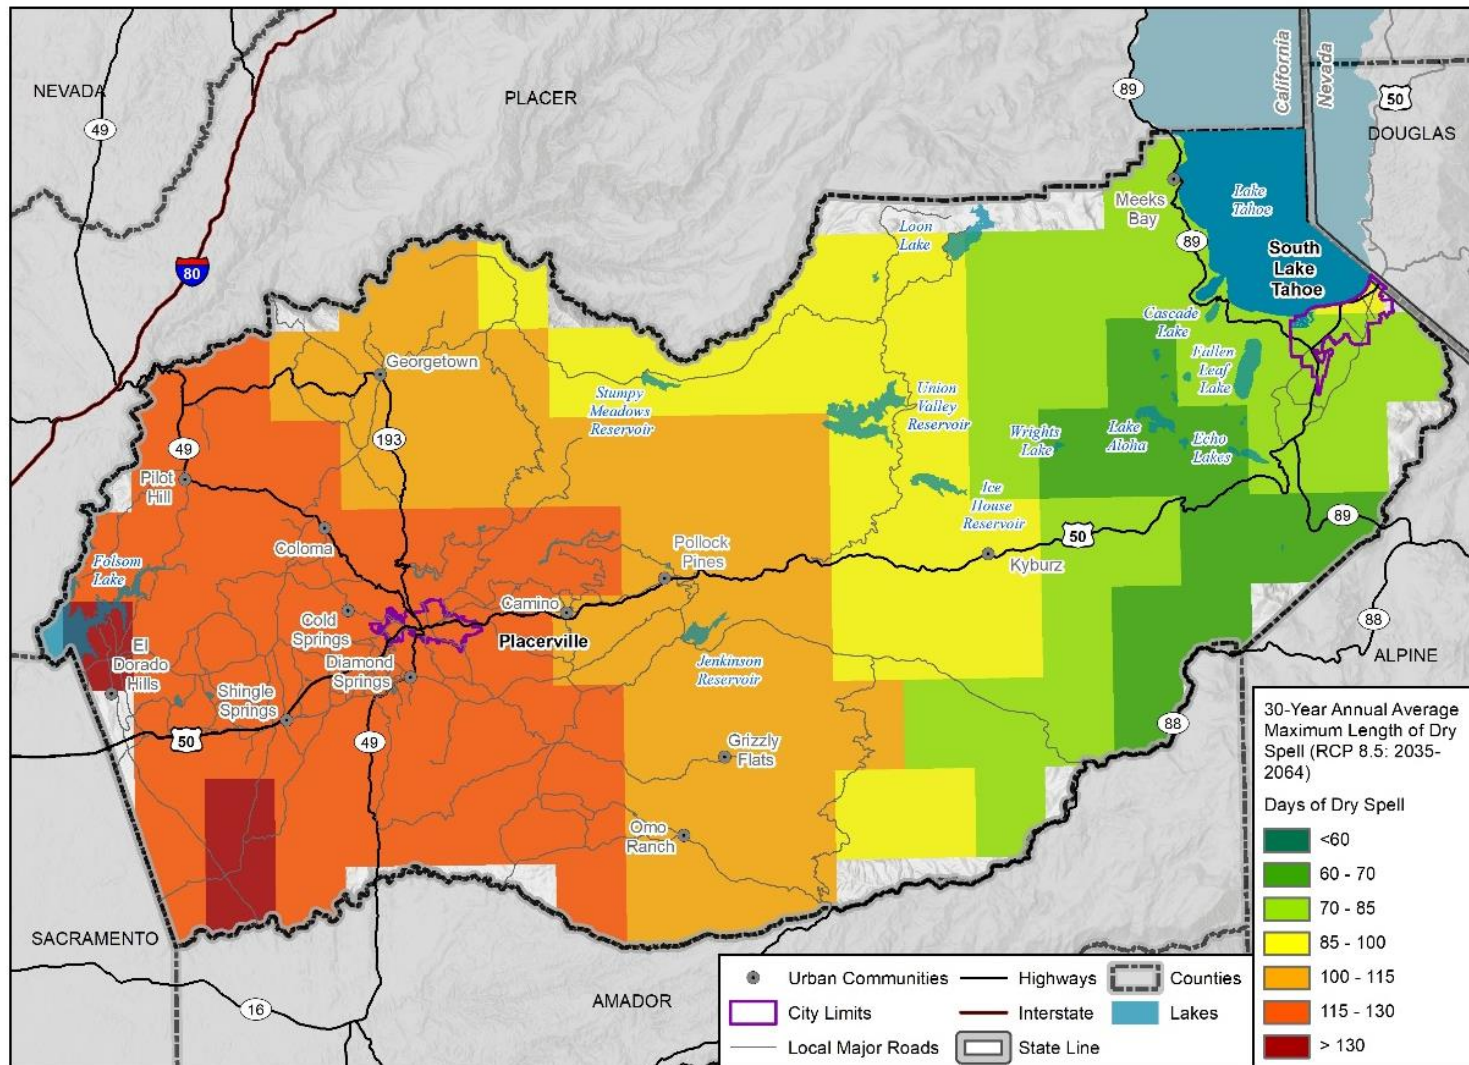 NEVADA
49
80
PLACER
89
California
Nevada
50
DOUGLAS
Meeks
Bay
Lake
Tahoe
89
South
Lake
Tahoe
Loon
Lake
Cascade
Lake
Fallen
Leaf
Lake
Georgetown
Stumpy
Meadows
Reservoir
Union
Valley
Reservoir
Wrights
Lake
Lake
Aloha
Echo
Lakes
193
49
Pilot
Hill
Ice
House
Reservoir
Coloma
Folsom
Lake
Pollock
Pines
50
Kyburz
89
Camino
Cold
Springs
Placerville
El
Dorado
Hills
Diamond
Springs
Jenkinson
Reservoir
88
ALPINE
Shingle
Springs
50
49
Grizzly
Flats
88
Omo
Ranch
SACRAMENTO
16
AMADOR
30-Year Annual Average
Maximum Length of Dry
Spell (RCP 8.5: 2035-
2064)
Days of Dry Spell
<60
60 - 70
70 - 85
85 - 100
100 - 115
115 - 130
> 130
Urban Communities
Highways
Counties
City Limits
Interstate
Lakes
Local Major Roads
State Line